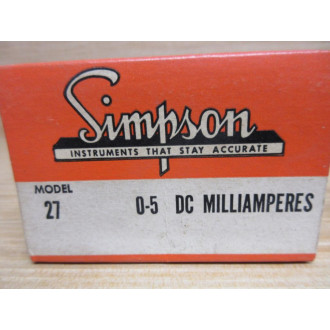 Simpson
INSTRUMENTS THAT STAY ACCURATE
MODEL
27 0-5 DC MILLIAMPERES